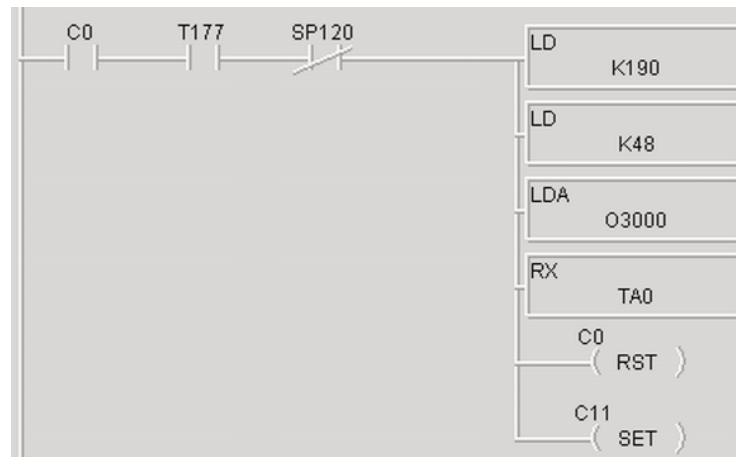 C0 T177 SP120
LD
K190
LD
K48
LDA
O3000
RX
TA0
C0
( RST )
C11
( SET )